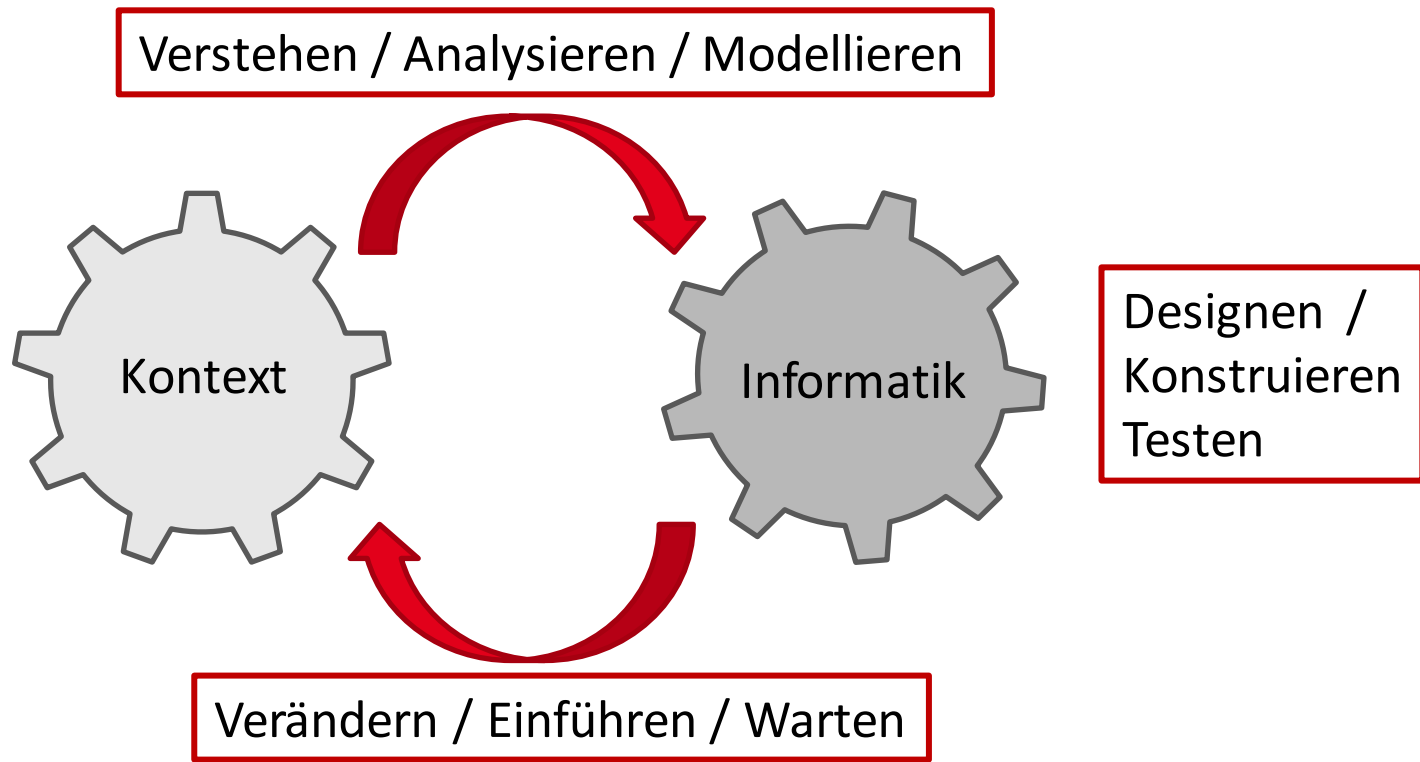 Verstehen / Analysieren / Modellieren
Kontext
Informatik
Designen /
Konstruieren
Testen
Verändern / Einführen / Warten